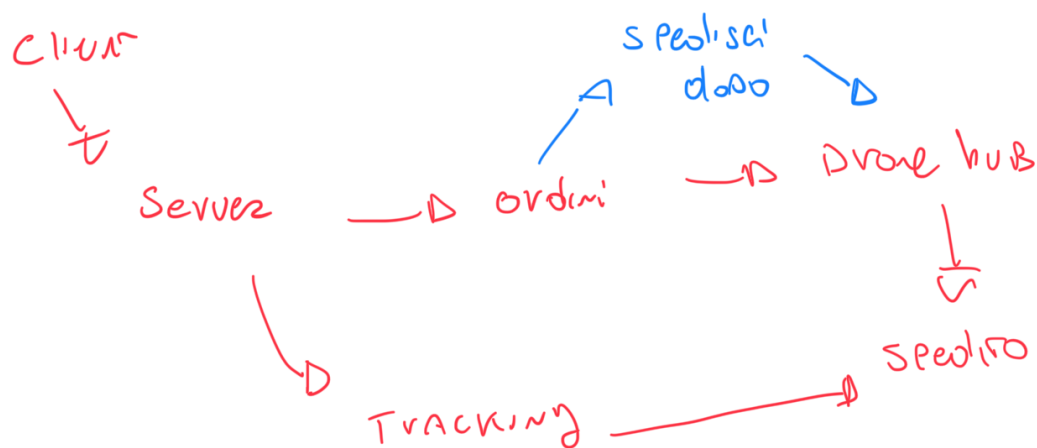 Client
spedisci
dopo
Server
ordini
Drone hub
spedito
Tracking